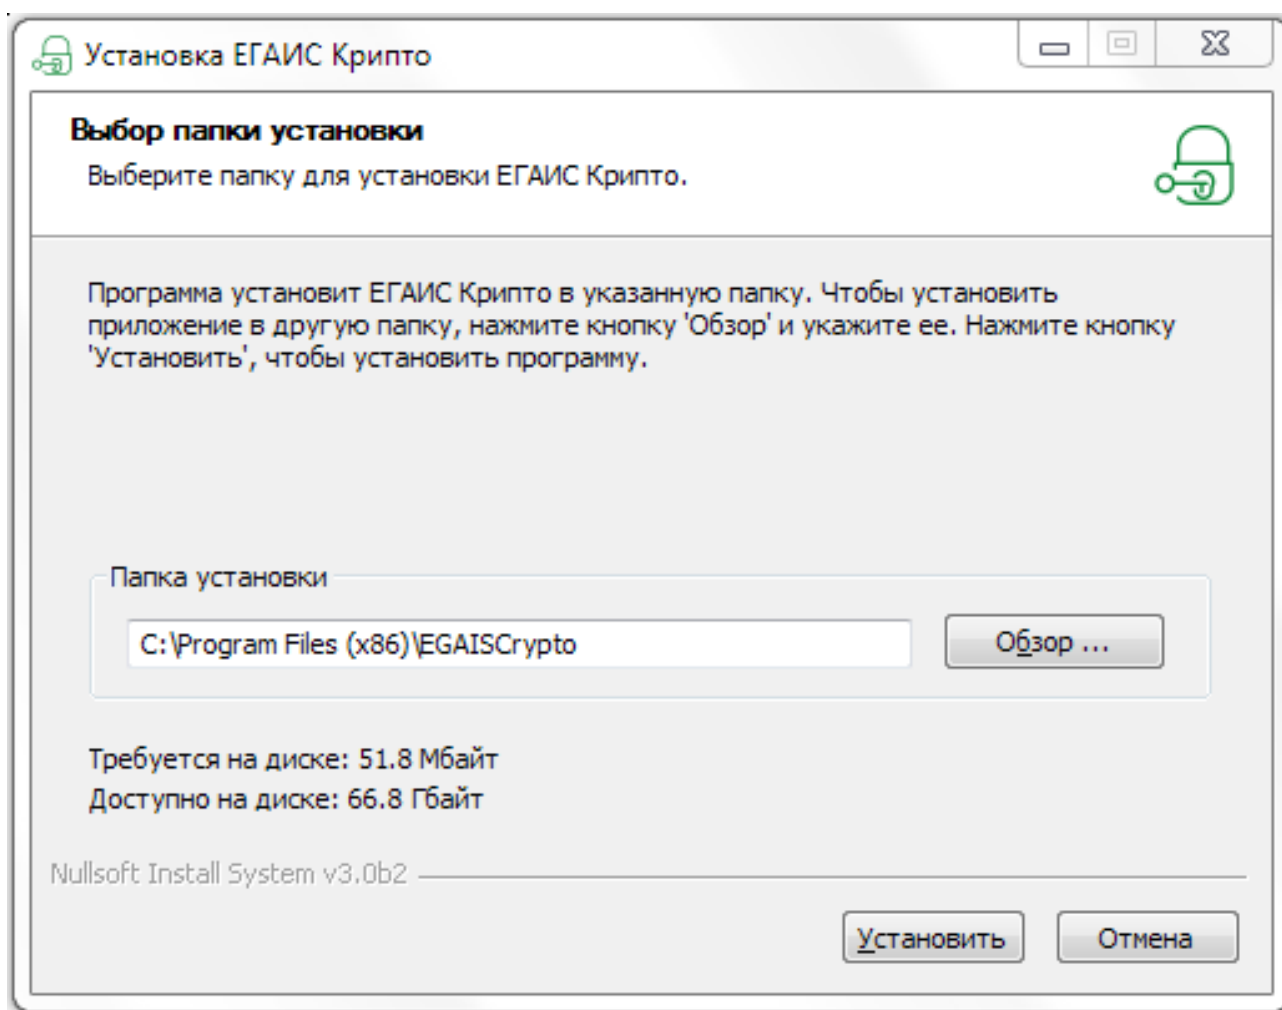 Установка ЕГАИС Крипто
Выбор папки установки
Выберите папку для установки ЕГАИС Крипто.
Программа установит ЕГАИС Крипто в указанную папку. Чтобы установить
приложение в другую папку, нажмите кнопку 'Обзор' и укажите ее. Нажмите кнопку
'Установить', чтобы установить программу.
Папка установки
C:\Program Files (x86)\EGAISCrypto
Обзор ...
Требуется на диске: 51.8 Мбайт
Доступно на диске: 66.8 Гбайт
Nullsoft Install System v3.0b2
Установить
Отмена